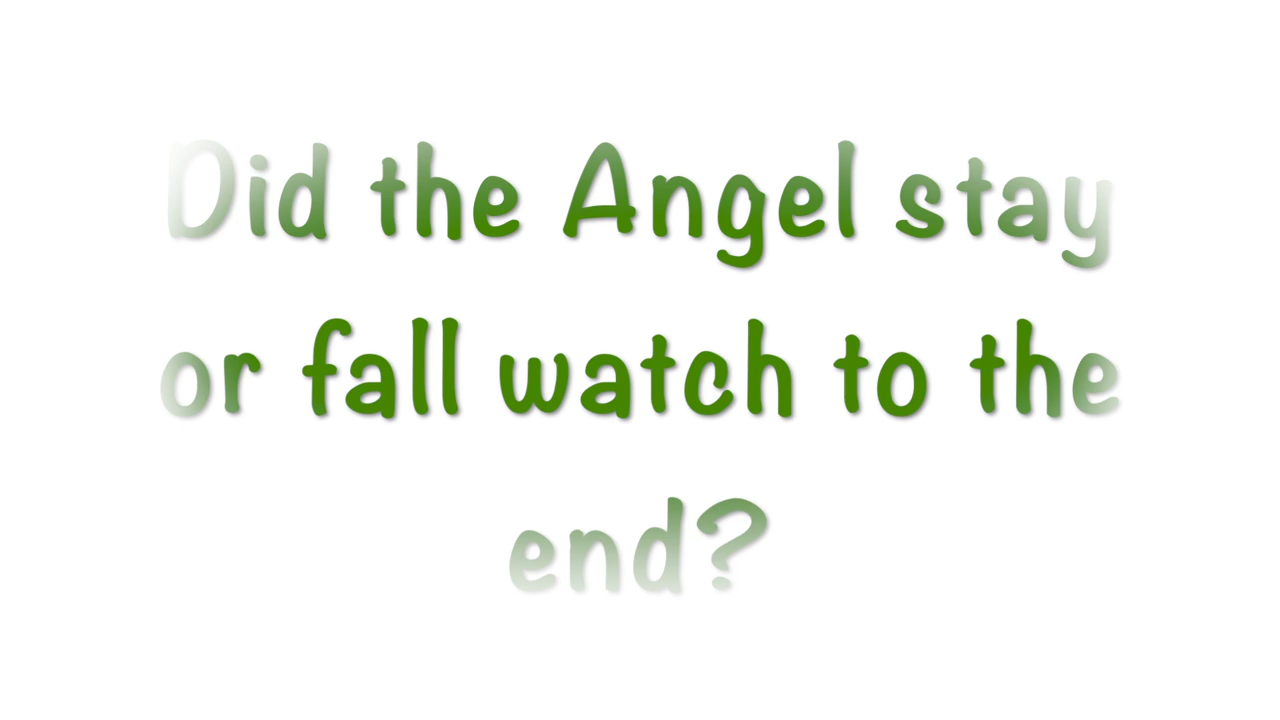 Did the Angel stay
or fall watch to the
end?